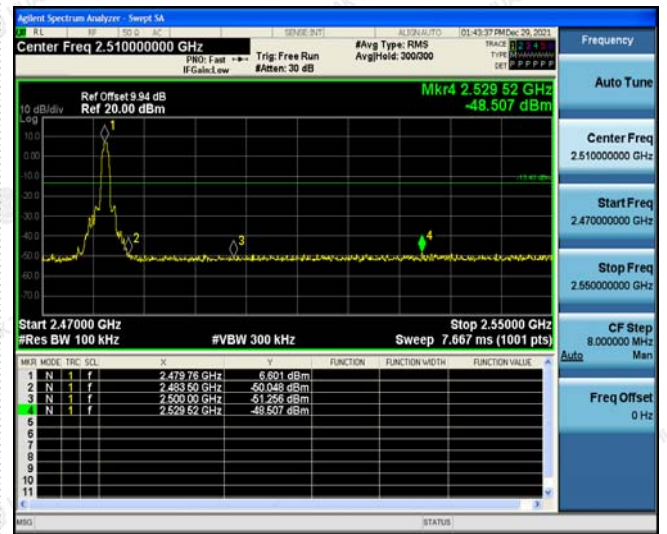 Agilent Spectrum Analyzer - Swept SA
RL RF 50 Ω AC SENSE:INT ALIGN AUTO 01:43:37 PM Dec 29, 2021
Center Freq 2.510000000 GHz
PNO: Fast
IFGain:Low
Trig: Free Run
#Atten: 30 dB
#Avg Type: RMS
Avg|Hold: 300/300
TRACE 1 2 3 4 5 6
TYPE
DET P P P P P P
Ref Offset 9.94 dB
Ref 20.00 dBm
10 dB/div
Log
Mkr4 2.529 52 GHz
-48.507 dBm
10.0
0.00
-10.0
-20.0
-30.0
-40.0
-50.0
-60.0
-70.0
1
2
3
4
Start 2.47000 GHz
Stop 2.55000 GHz
#Res BW 100 kHz
#VBW 300 kHz
Sweep 7.667 ms (1001 pts)
MKR MODE TRC SCL X Y FUNCTION FUNCTION WIDTH FUNCTION VALUE
1 N 1 f 2.479 76 GHz 6.601 dBm
2 N 1 f 2.483 50 GHz -50.048 dBm
3 N 1 f 2.500 00 GHz -51.256 dBm
4 N 1 f 2.529 52 GHz -48.507 dBm
5
6
7
8
9
10
11
MSG
STATUS
Frequency
Auto Tune
Center Freq
2.510000000 GHz
Start Freq
2.470000000 GHz
Stop Freq
2.550000000 GHz
CF Step
8.000000 MHz
Auto Man
Freq Offset
0 Hz